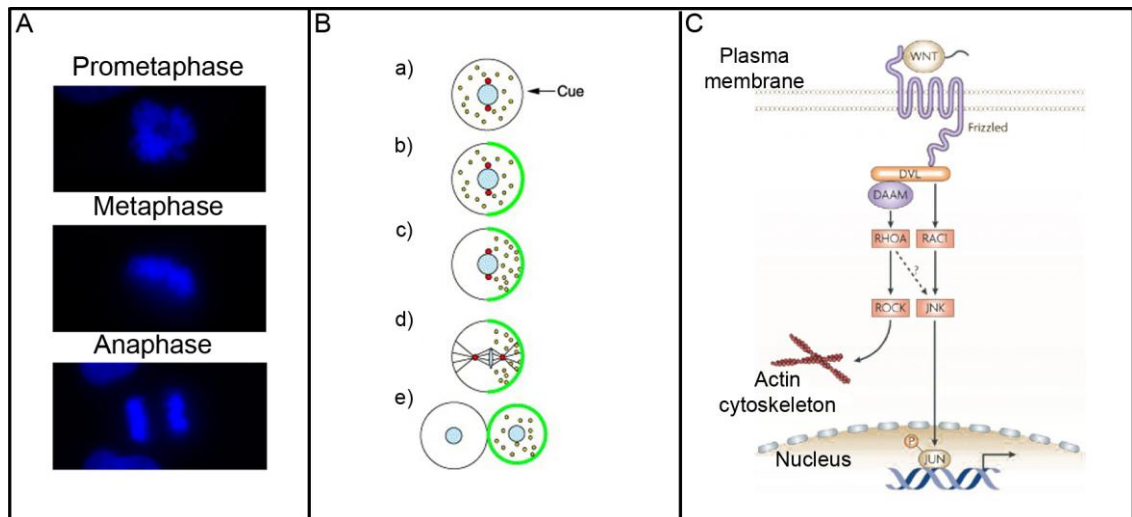 A
Prometaphase
Metaphase
Anaphase
B
a)
Cue
b)
c)
d)
e)
C
Plasma
membrane
WNT
Frizzled
DVL
DAAM
RHOA
RAC1
?
ROCK
JNK
Actin
cytoskeleton
Nucleus
P
JUN